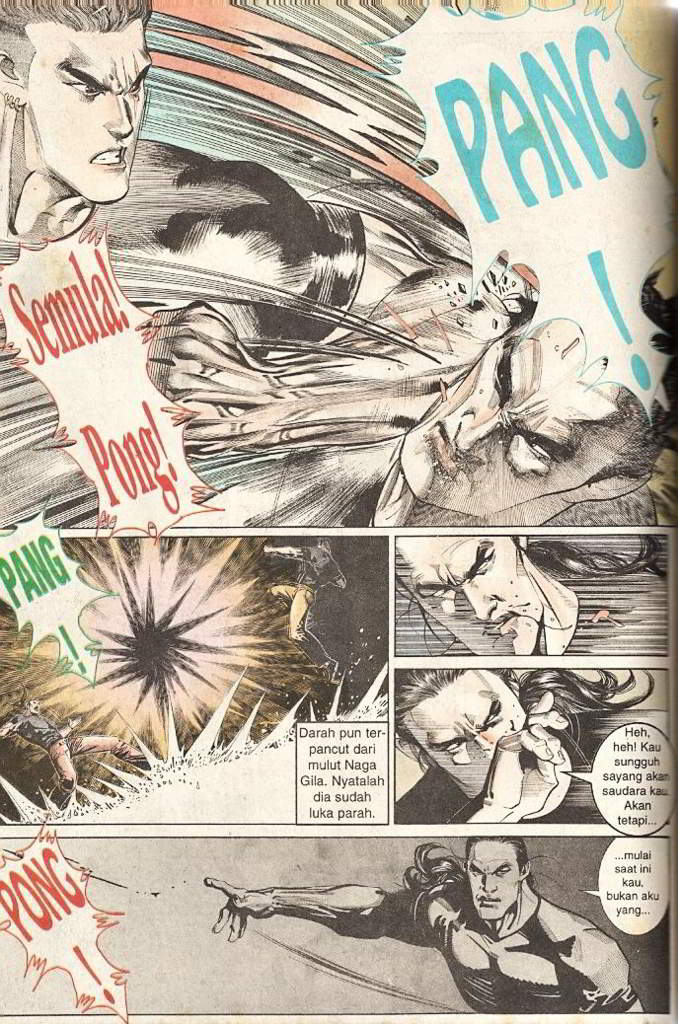 PANG
!
Semula!
Pong!
PANG
!
Darah pun ter-
pancut dari
mulut Naga
Gila. Nyatalah
dia sudah
luka parah.
Heh,
heh! Kau
sungguh
sayang akan
saudara kau.
Akan
tetapi...
PONG
!
...mulai
saat ini
kau,
bukan aku
yang...